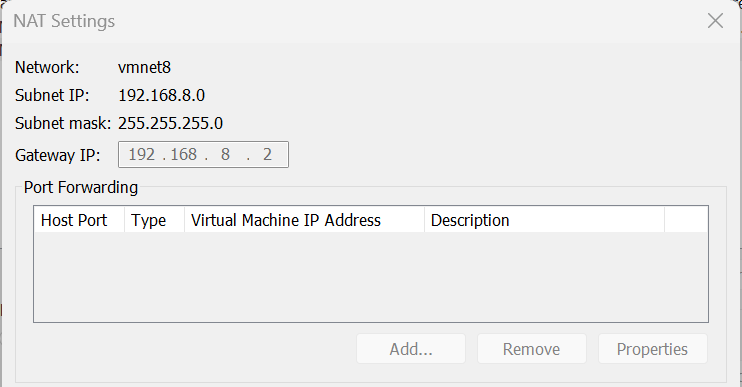 NAT Settings
Network: vmnet8
Subnet IP: 192.168.8.0
Subnet mask: 255.255.255.0
Gateway IP: 192 . 168 . 8 . 2
Port Forwarding
Host Port Type Virtual Machine IP Address Description
Add... Remove Properties